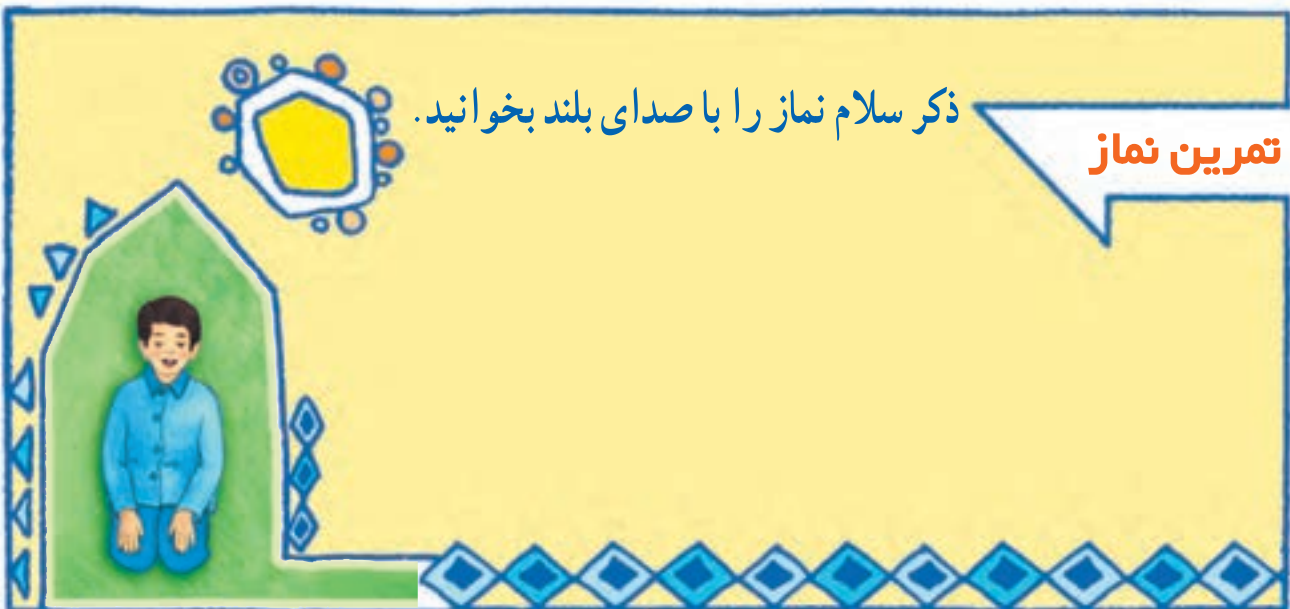 تمرین نماز
ذکر سلام نماز را با صدای بلند بخوانید.